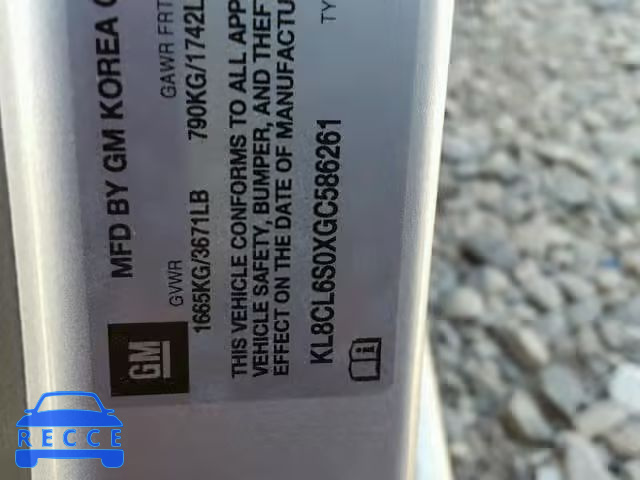 MFD BY GM KOREA
GVWR GAWR FRT
1665KG/3671LB 790KG/1742L
THIS VEHICLE CONFORMS TO ALL APP
VEHICLE SAFETY, BUMPER, AND THEFT
EFFECT ON THE DATE OF MANUFACTU
KL8CL6S0XGC586261 TY
GM
RECCE